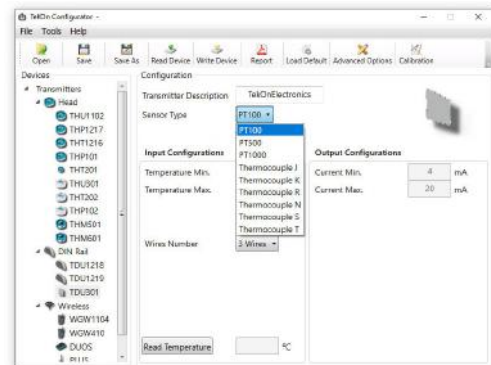 TekOn Configurator -
File Tools Help
Open Save Save As Read Device Write Device Report Load Default Advanced Options Calibration
Devices
Transmitters
Head
THU1102
THP1217
THT1216
THP101
THT201
THU301
THT202
THP102
THM501
THM601
DIN Rail
TDU1218
TDU1219
TDU301
Wireless
WGW1104
WGW410
DUOS
PLUS
Configuration
Transmitter Description TekOnElectronics
Sensor Type PT100
PT100
PT500
PT1000
Thermocouple J
Thermocouple K
Thermocouple R
Thermocouple N
Thermocouple S
Thermocouple T
Input Configurations
Temperature Min.
Temperature Max.
Wires Number 3 Wires
Read Temperature ºC
Output Configurations
Current Min. 4 mA
Current Max. 20 mA